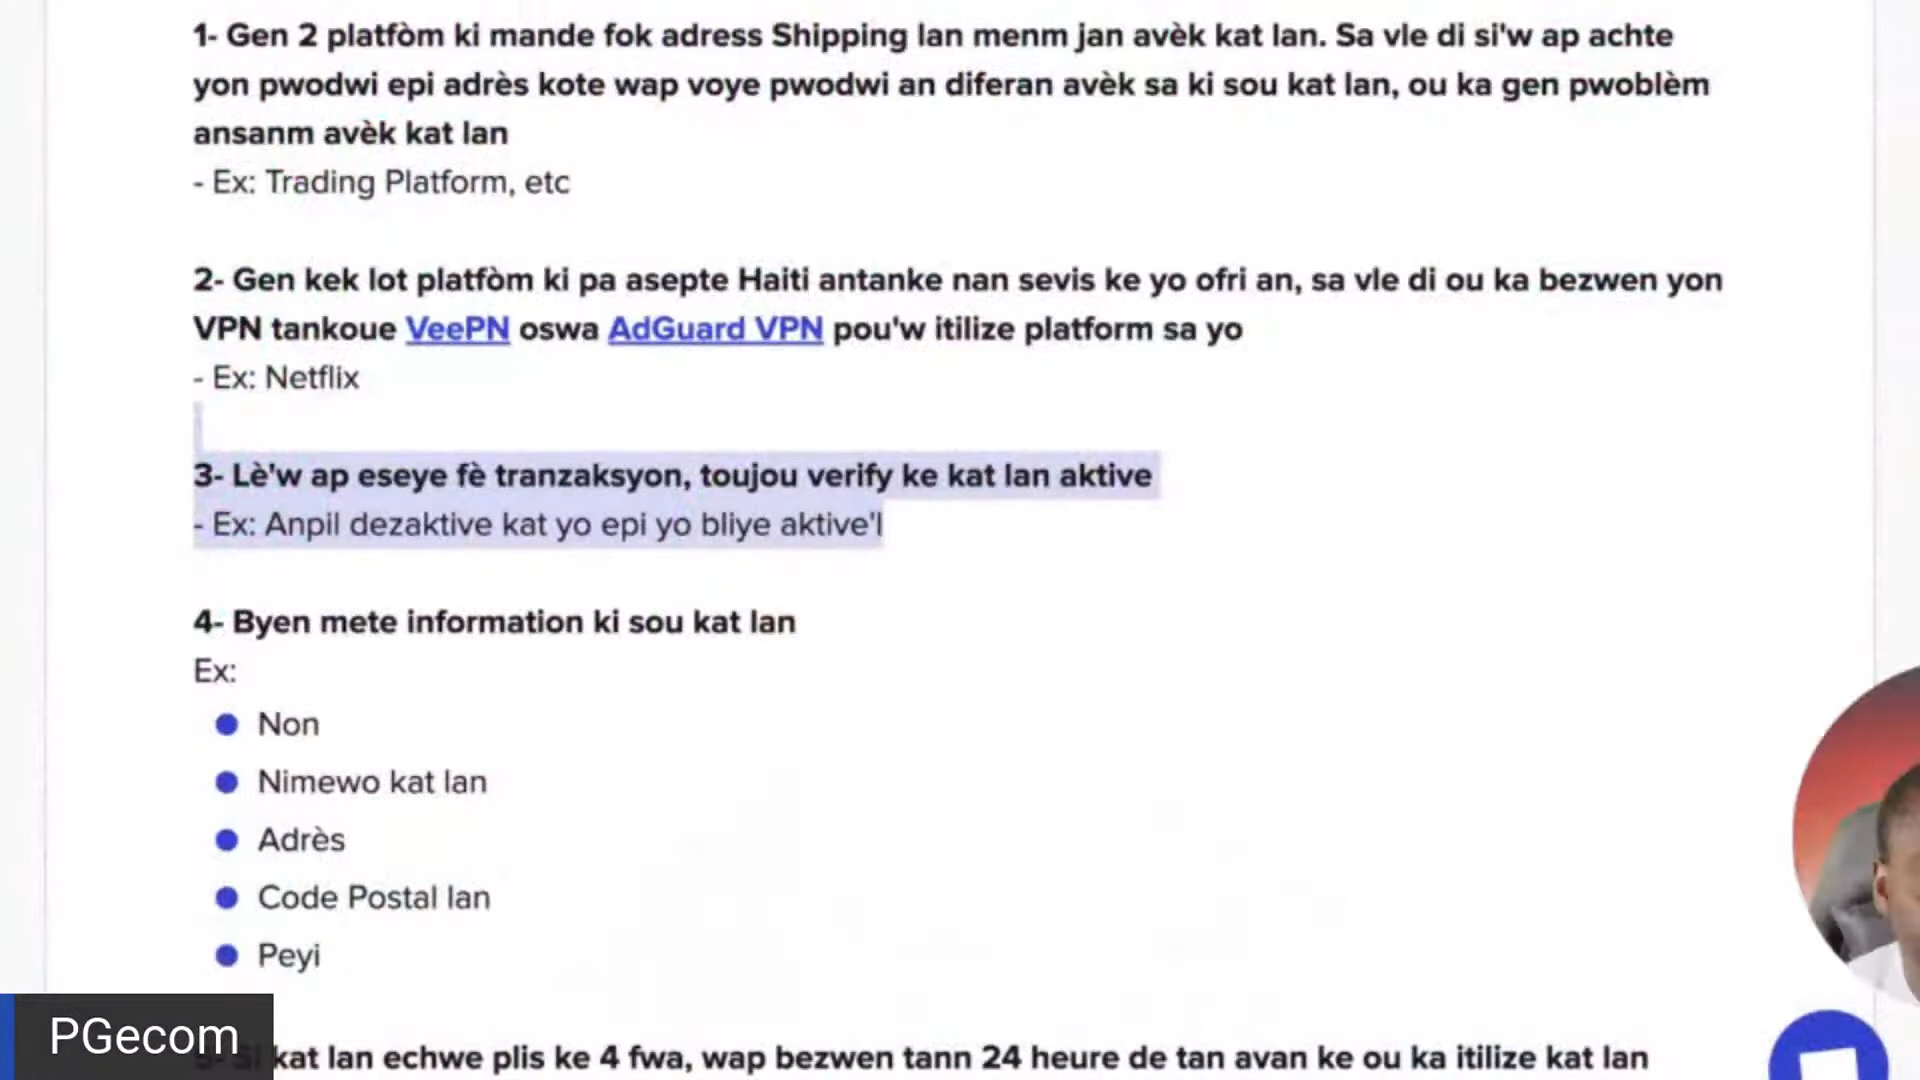 1- Gen 2 platfòm ki mande fok adress Shipping lan menm jan avèk kat lan. Sa vle di si'w ap achte
yon pwodwi epi adrès kote wap voye pwodwi an diferan avèk sa ki sou kat lan, ou ka gen pwoblèm
ansanm avèk kat lan
- Ex: Trading Platform, etc
2- Gen kek lot platfòm ki pa asepte Haiti antanke nan sevis ke yo ofri an, sa vle di ou ka bezwen yon
VPN tankoue VeePN oswa AdGuard VPN pou'w itilize platform sa yo
- Ex: Netflix
3- Lè'w ap eseye fè tranzaksyon, toujou verify ke kat lan aktive
- Ex: Anpil dezaktive kat yo epi yo bliye aktive'l
4- Byen mete information ki sou kat lan
Ex:
Non
Nimewo kat lan
Adrès
Code Postal lan
Peyi
PGecom
5- Si kat lan echwe plis ke 4 fwa, wap bezwen tann 24 heure de tan avan ke ou ka itilize kat lan